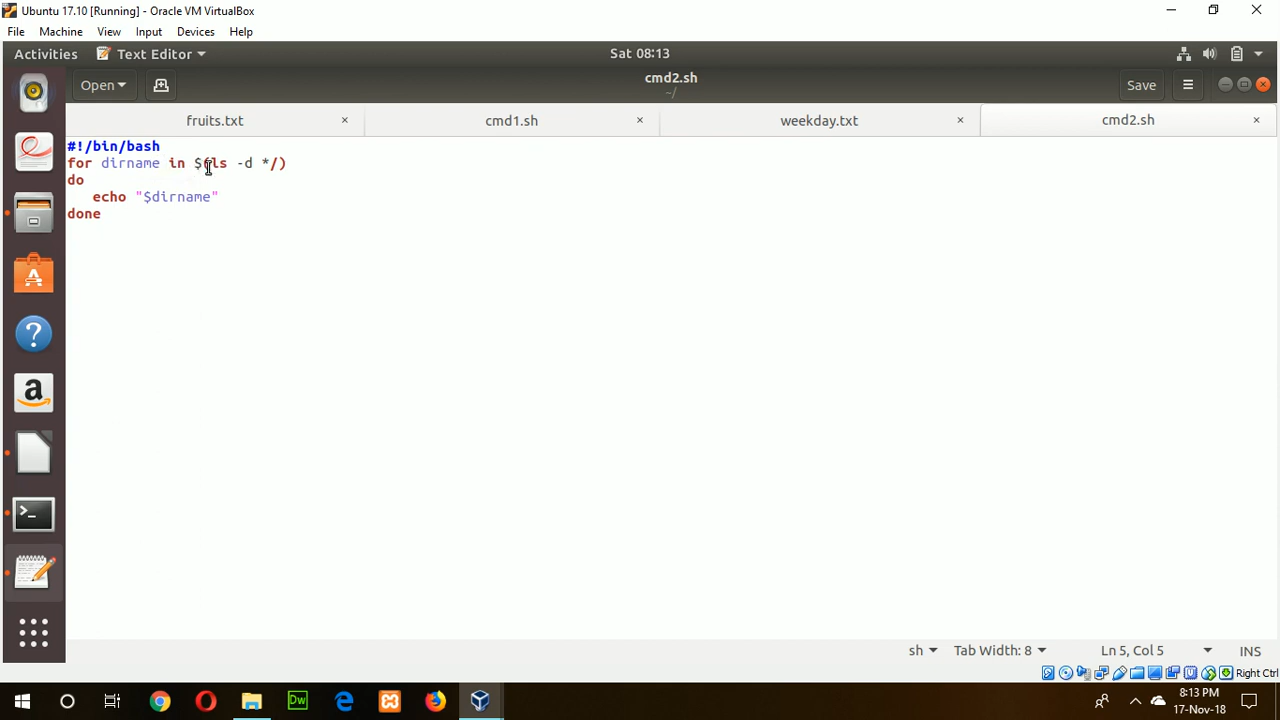 Ubuntu 17.10 [Running] - Oracle VM VirtualBox
File Machine View Input Devices Help
Activities Text Editor Sat 08:13
Open cmd2.sh Save
~/
fruits.txt cmd1.sh weekday.txt cmd2.sh
#!/bin/bash
for dirname in $(ls -d */)
do
echo "$dirname"
done
sh Tab Width: 8 Ln 5, Col 5 INS
Right Ctrl
8:13 PM
17-Nov-18